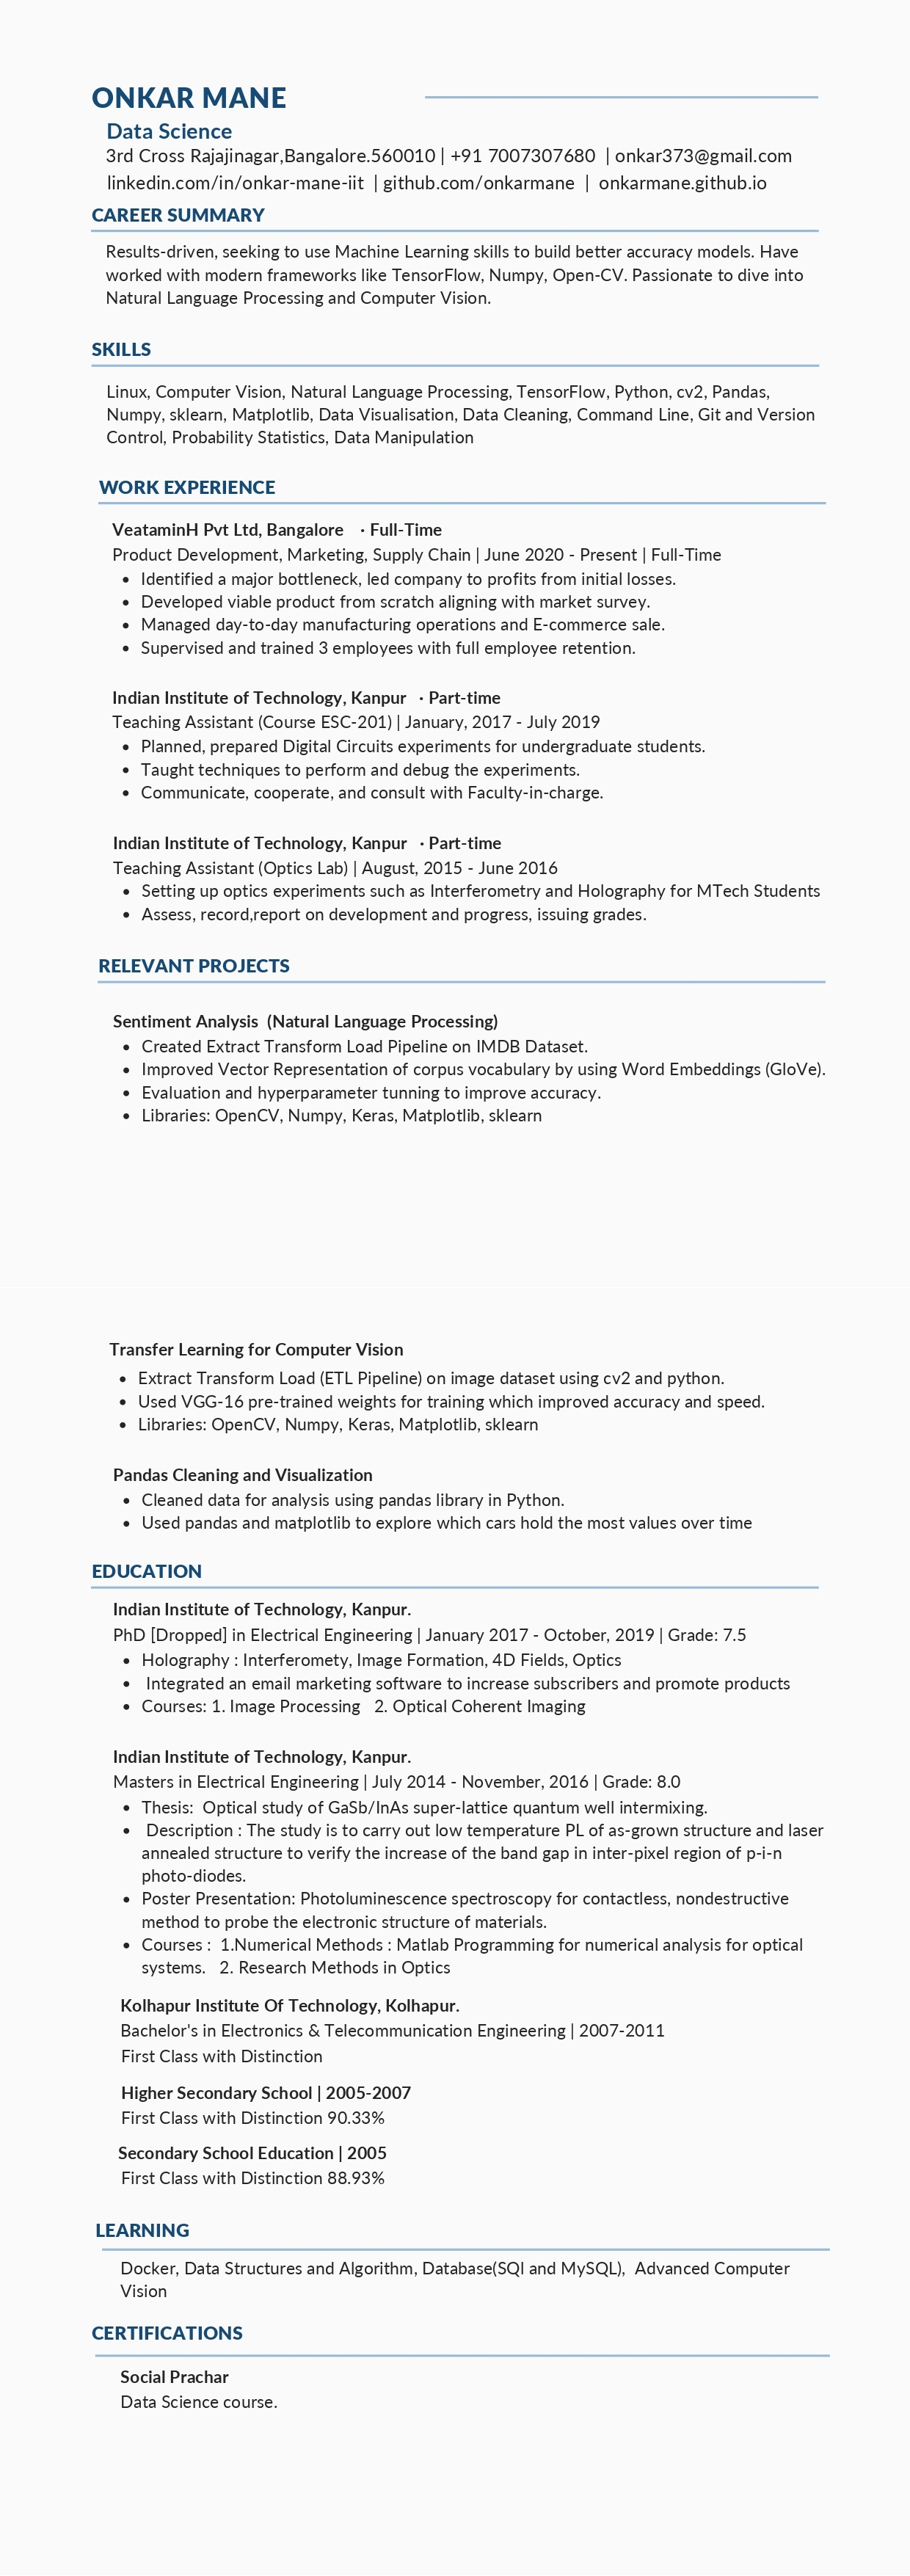 ONKAR MANE
Data Science
3rd Cross Rajajinagar,Bangalore.560010 | +91 7007307680 | onkar373@gmail.com
linkedin.com/in/onkar-mane-iit | github.com/onkarmane | onkarmane.github.io
CAREER SUMMARY
Results-driven, seeking to use Machine Learning skills to build better accuracy models. Have
worked with modern frameworks like TensorFlow, Numpy, Open-CV. Passionate to dive into
Natural Language Processing and Computer Vision.
SKILLS
Linux, Computer Vision, Natural Language Processing, TensorFlow, Python, cv2, Pandas,
Numpy, sklearn, Matplotlib, Data Visualisation, Data Cleaning, Command Line, Git and Version
Control, Probability Statistics, Data Manipulation
WORK EXPERIENCE
VeataminH Pvt Ltd, Bangalore · Full-Time
Product Development, Marketing, Supply Chain | June 2020 - Present | Full-Time
• Identified a major bottleneck, led company to profits from initial losses.
• Developed viable product from scratch aligning with market survey.
• Managed day-to-day manufacturing operations and E-commerce sale.
• Supervised and trained 3 employees with full employee retention.
Indian Institute of Technology, Kanpur · Part-time
Teaching Assistant (Course ESC-201) | January, 2017 - July 2019
• Planned, prepared Digital Circuits experiments for undergraduate students.
• Taught techniques to perform and debug the experiments.
• Communicate, cooperate, and consult with Faculty-in-charge.
Indian Institute of Technology, Kanpur · Part-time
Teaching Assistant (Optics Lab) | August, 2015 - June 2016
• Setting up optics experiments such as Interferometry and Holography for MTech Students
• Assess, record,report on development and progress, issuing grades.
RELEVANT PROJECTS
Sentiment Analysis (Natural Language Processing)
• Created Extract Transform Load Pipeline on IMDB Dataset.
• Improved Vector Representation of corpus vocabulary by using Word Embeddings (GloVe).
• Evaluation and hyperparameter tunning to improve accuracy.
• Libraries: OpenCV, Numpy, Keras, Matplotlib, sklearn
Transfer Learning for Computer Vision
• Extract Transform Load (ETL Pipeline) on image dataset using cv2 and python.
• Used VGG-16 pre-trained weights for training which improved accuracy and speed.
• Libraries: OpenCV, Numpy, Keras, Matplotlib, sklearn
Pandas Cleaning and Visualization
• Cleaned data for analysis using pandas library in Python.
• Used pandas and matplotlib to explore which cars hold the most values over time
EDUCATION
Indian Institute of Technology, Kanpur.
PhD [Dropped] in Electrical Engineering | January 2017 - October, 2019 | Grade: 7.5
• Holography : Interferomety, Image Formation, 4D Fields, Optics
• Integrated an email marketing software to increase subscribers and promote products
• Courses: 1. Image Processing 2. Optical Coherent Imaging
Indian Institute of Technology, Kanpur.
Masters in Electrical Engineering | July 2014 - November, 2016 | Grade: 8.0
• Thesis: Optical study of GaSb/InAs super-lattice quantum well intermixing.
• Description : The study is to carry out low temperature PL of as-grown structure and laser
annealed structure to verify the increase of the band gap in inter-pixel region of p-i-n
photo-diodes.
• Poster Presentation: Photoluminescence spectroscopy for contactless, nondestructive
method to probe the electronic structure of materials.
• Courses : 1.Numerical Methods : Matlab Programming for numerical analysis for optical
systems. 2. Research Methods in Optics
Kolhapur Institute Of Technology, Kolhapur.
Bachelor's in Electronics & Telecommunication Engineering | 2007-2011
First Class with Distinction
Higher Secondary School | 2005-2007
First Class with Distinction 90.33%
Secondary School Education | 2005
First Class with Distinction 88.93%
LEARNING
Docker, Data Structures and Algorithm, Database(SQl and MySQL), Advanced Computer
Vision
CERTIFICATIONS
Social Prachar
Data Science course.